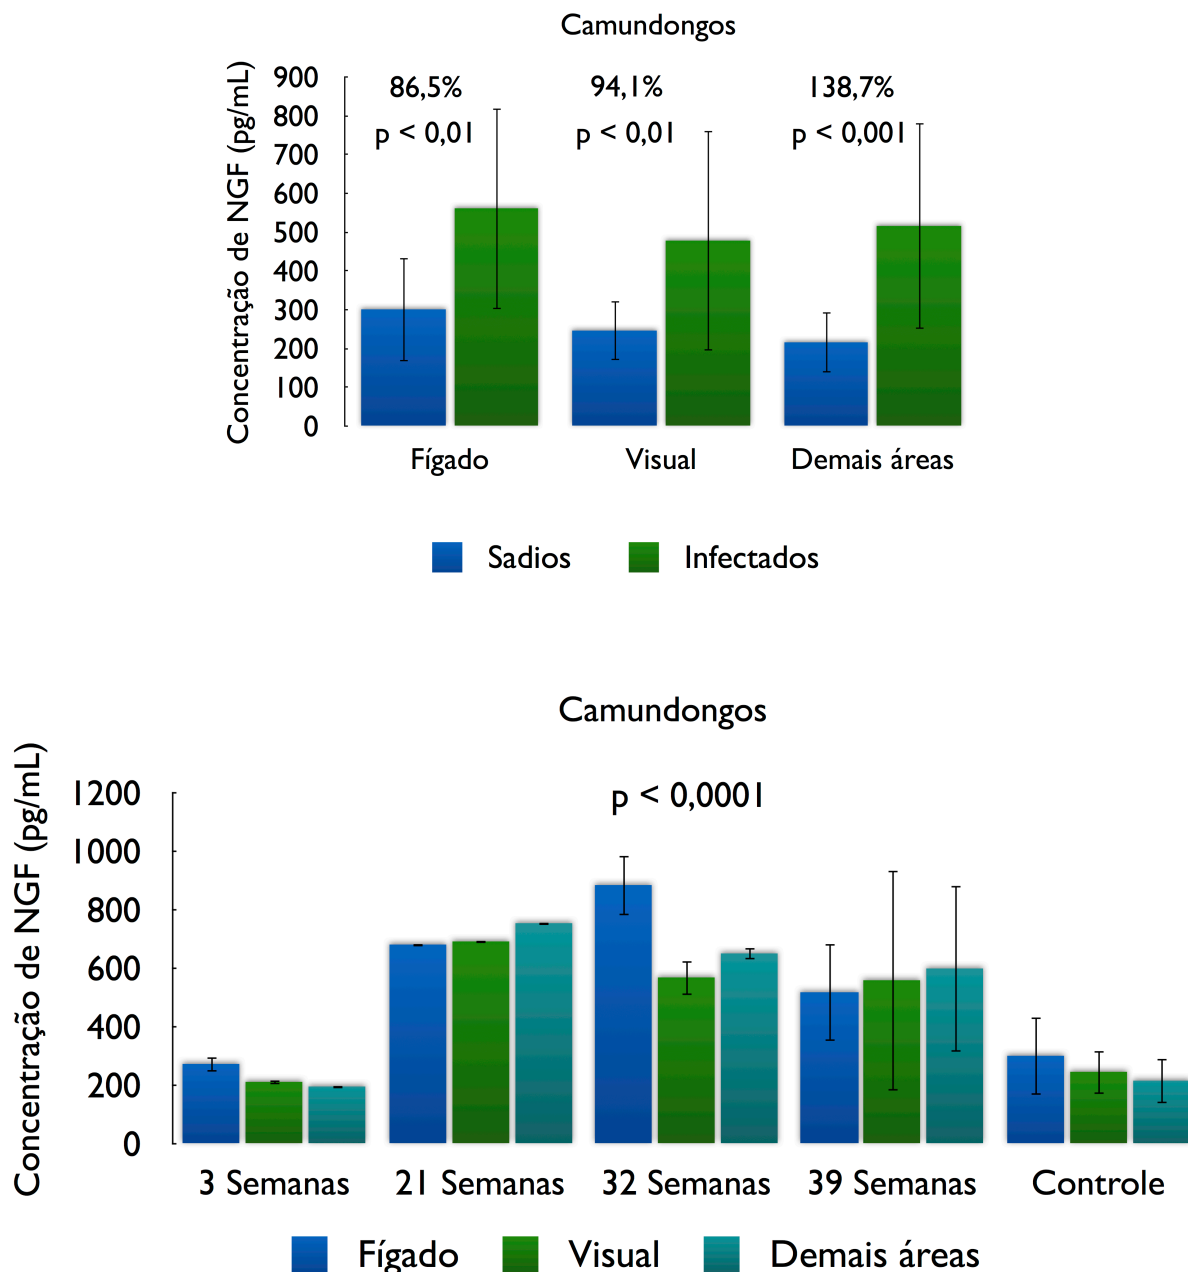 Camundongos
Concentração de NGF (pg/mL)
900
800
700
600
500
400
300
200
100
0
86,5%
94,1%
138,7%
p < 0,01
p < 0,01
p < 0,001
Fígado
Visual
Demais áreas
Sadios
Infectados
Camundongos
Concentração de NGF (pg/mL)
1200
1000
800
600
400
200
0
p < 0,0001
3 Semanas
21 Semanas
32 Semanas
39 Semanas
Controle
Fígado
Visual
Demais áreas